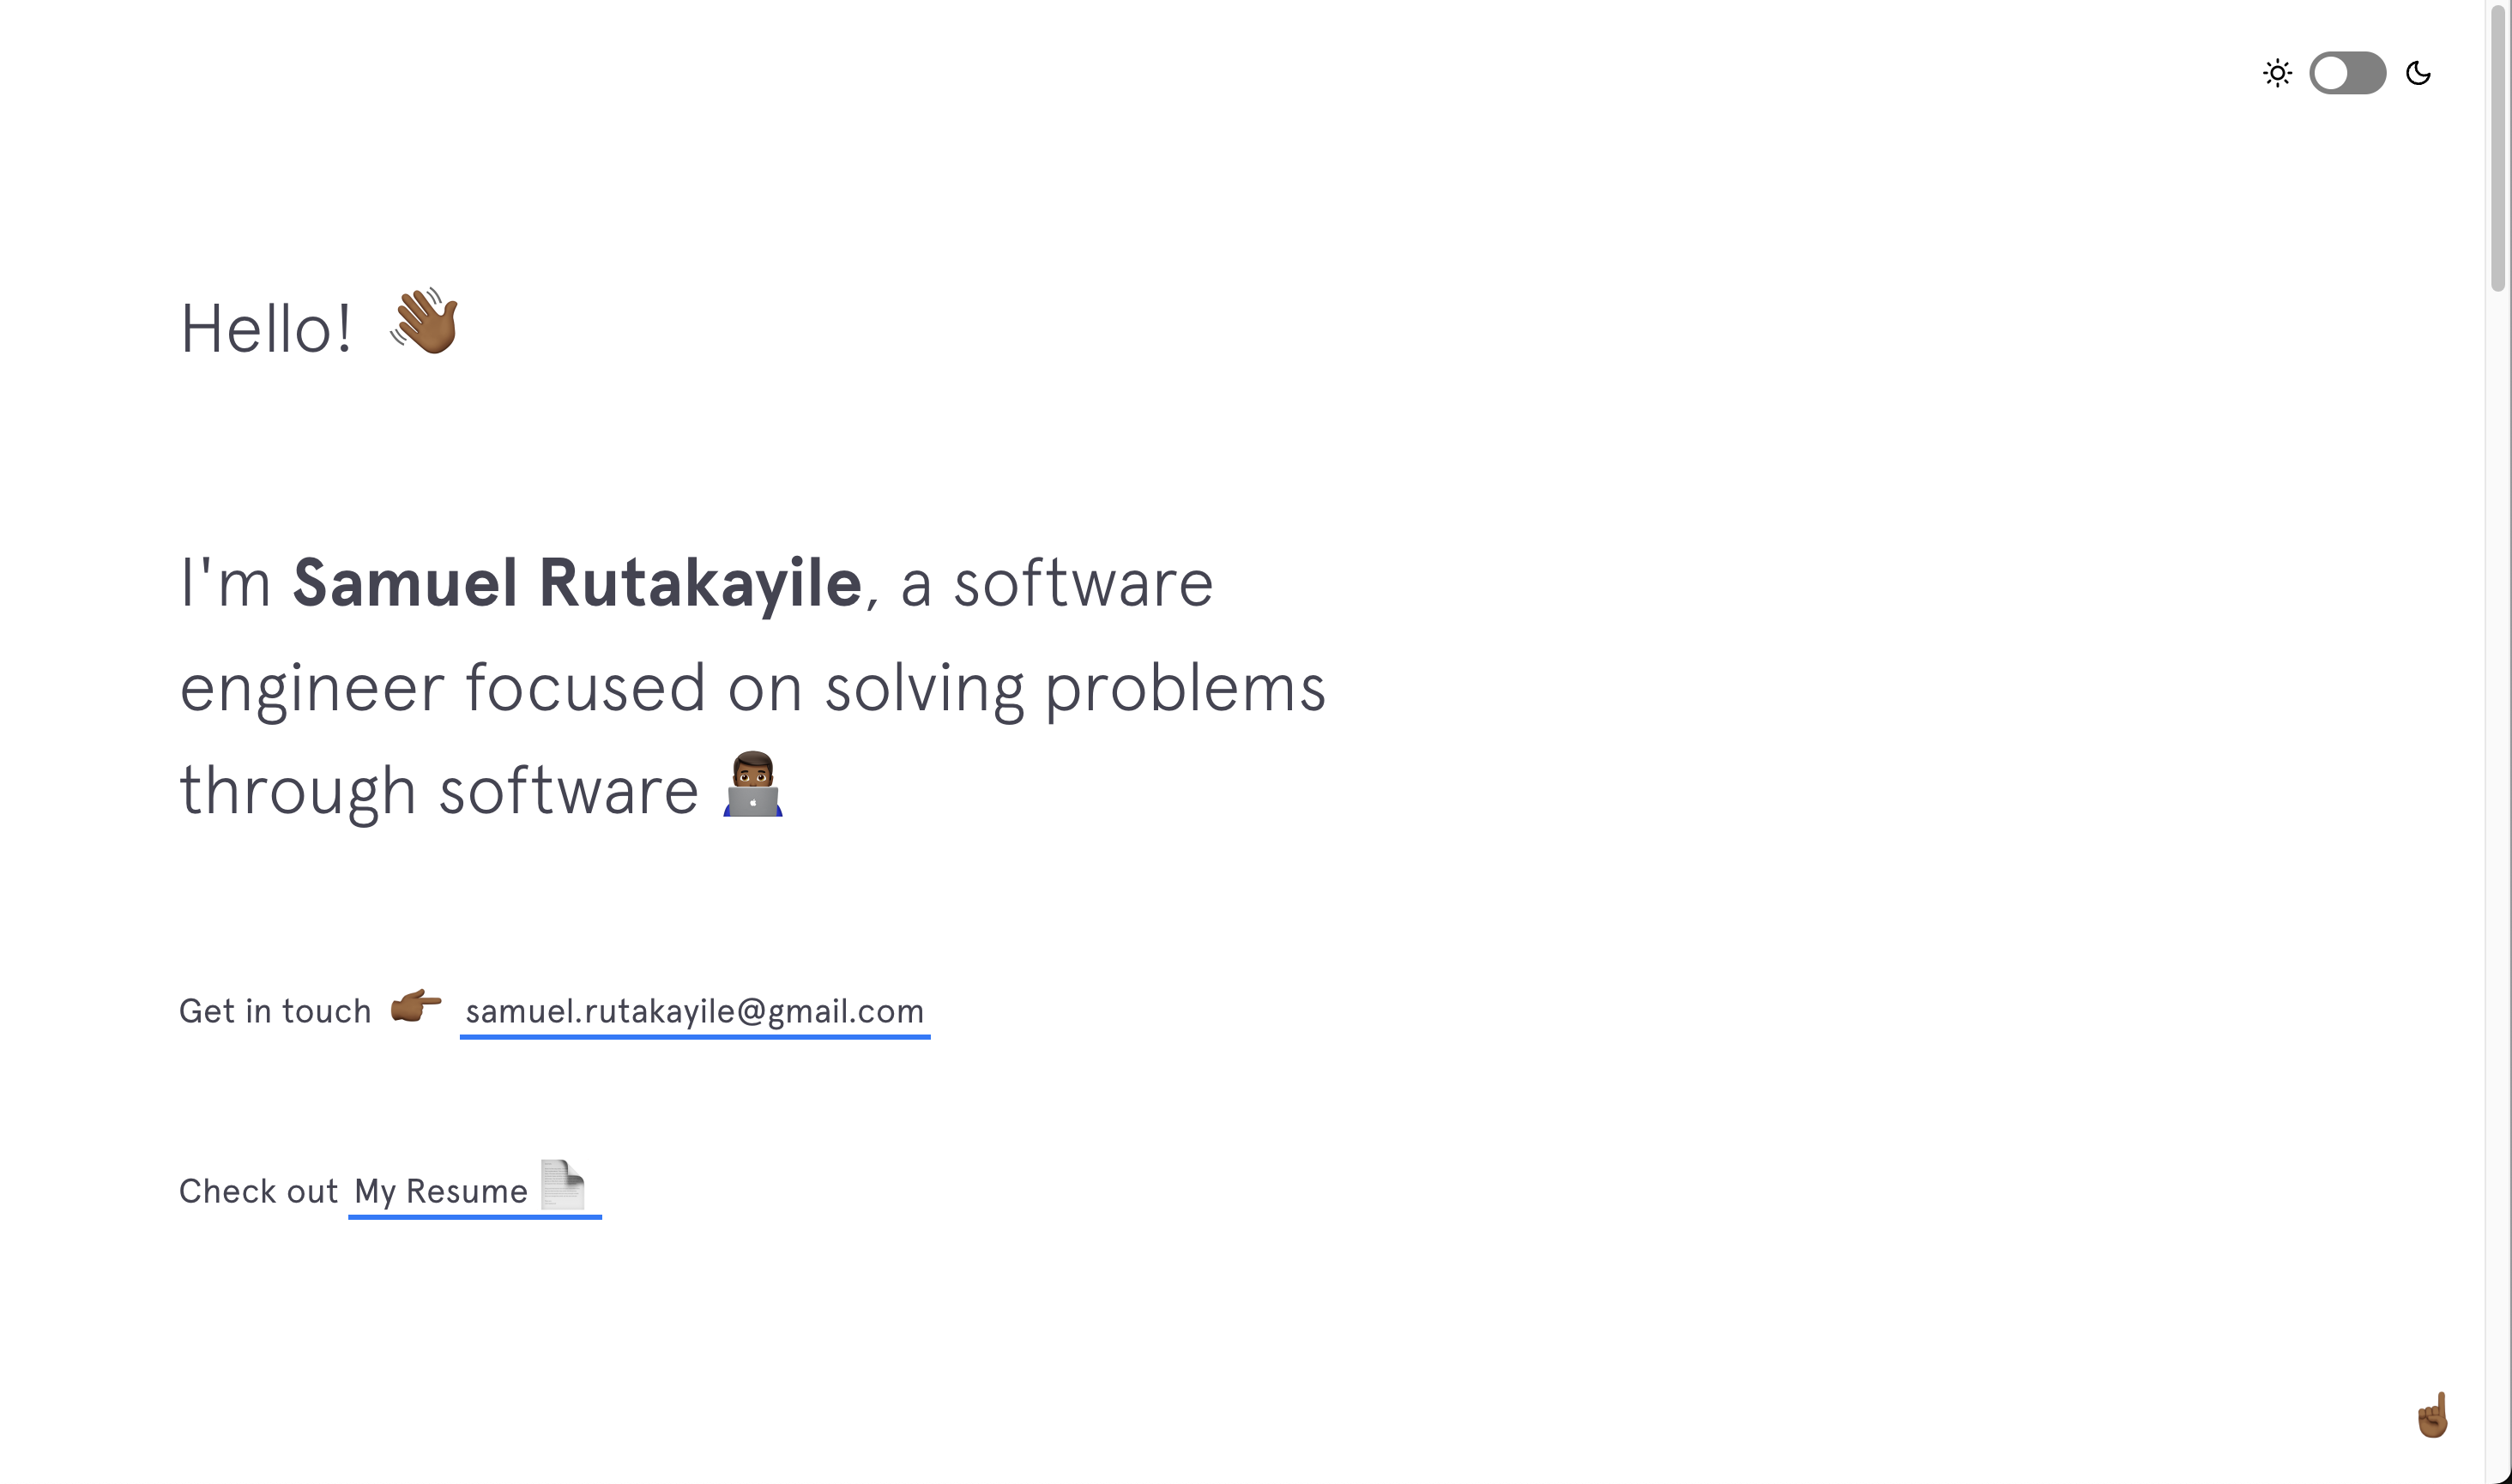 Hello! 👋🏾
I'm Samuel Rutakayile, a software
engineer focused on solving problems
through software 👨🏾‍💻
Get in touch 👉🏾 samuel.rutakayile@gmail.com
Check out My Resume 📄